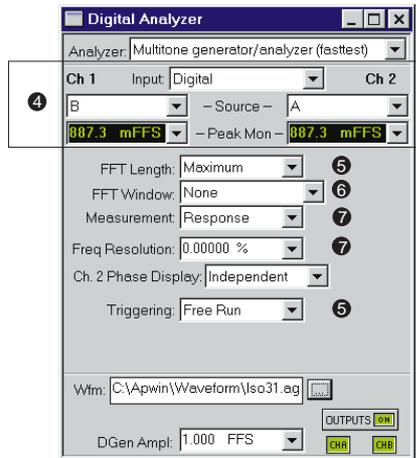 Digital Analyzer
Analyzer: Multitone generator/analyzer (fasttest)
Ch 1 Input: Digital Ch 2
4 B – Source – A
887.3 mFFS – Peak Mon – 887.3 mFFS
FFT Length: Maximum 5
FFT Window: None 6
Measurement: Response 7
Freq Resolution: 0.00000 % 7
Ch. 2 Phase Display: Independent
Triggering: Free Run 5
Wfm: C:\Apwin\Waveform\Iso31.ag ...
OUTPUTS ON
DGen Ampl: 1.000 FFS CHA CHB